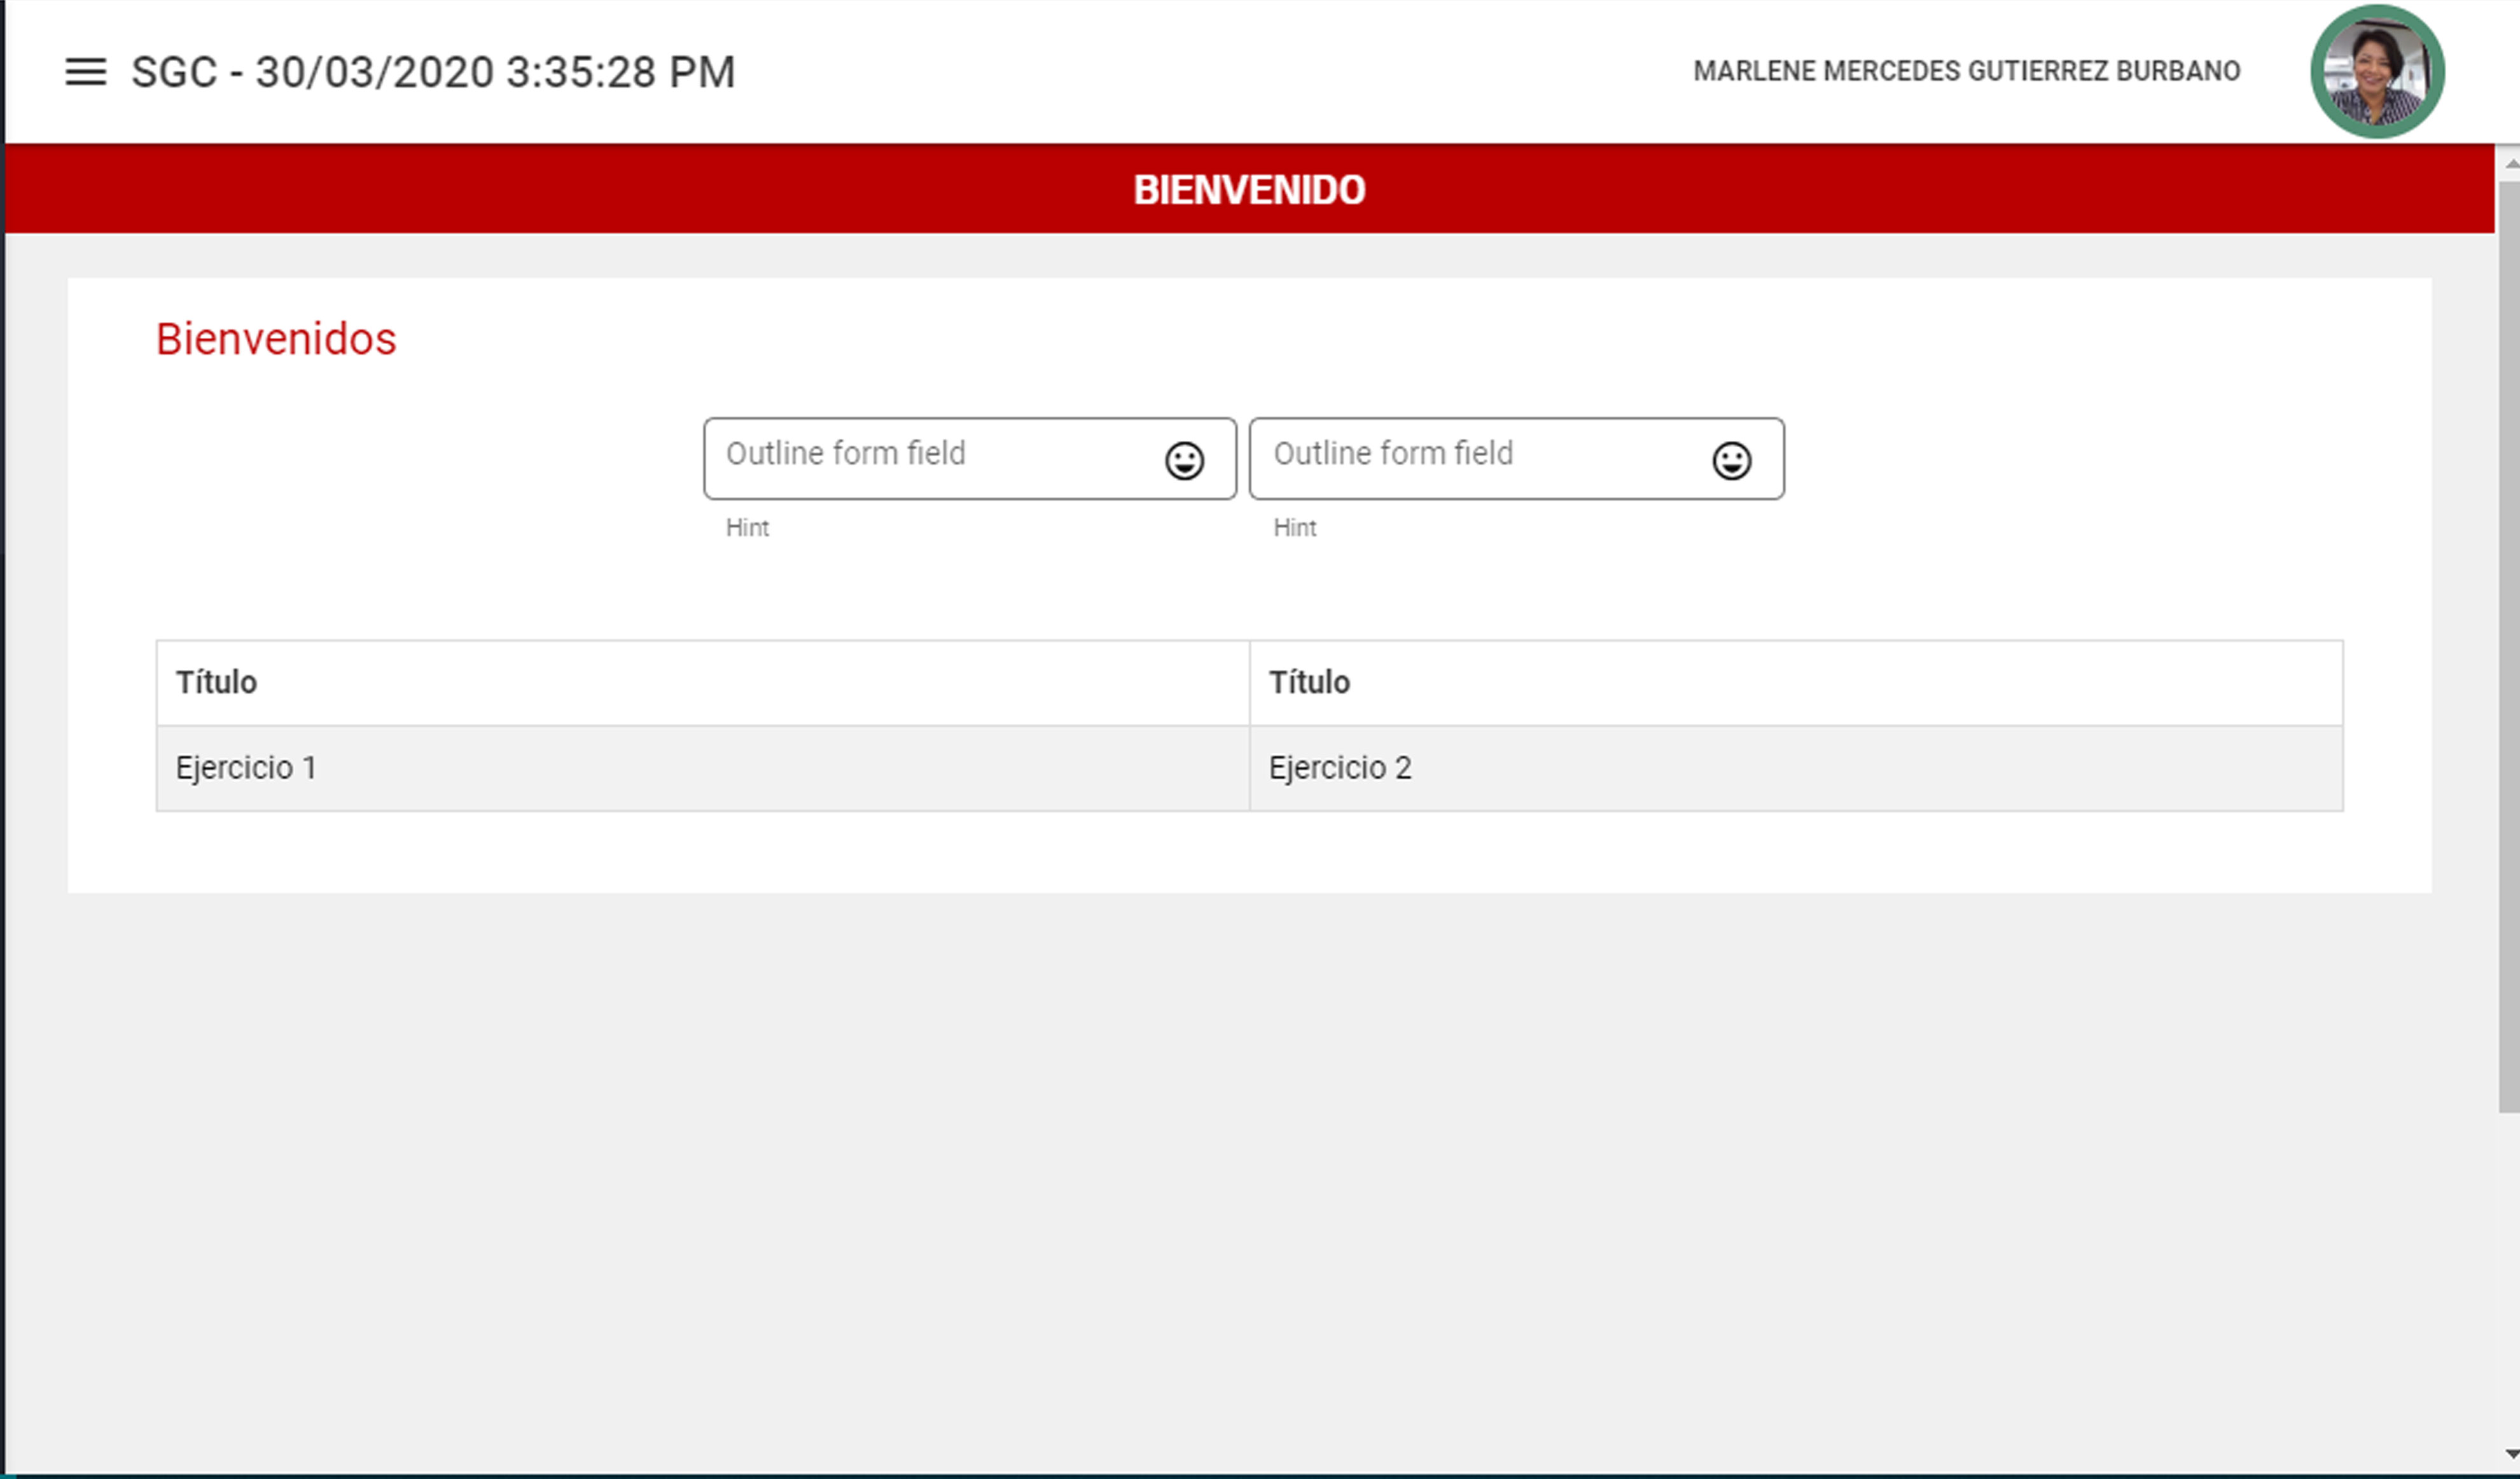 SGC - 30/03/2020 3:35:28 PM
MARLENE MERCEDES GUTIERREZ BURBANO
BIENVENIDO
Bienvenidos
Outline form field
Outline form field
Hint
Hint
Título
Título
Ejercicio 1
Ejercicio 2